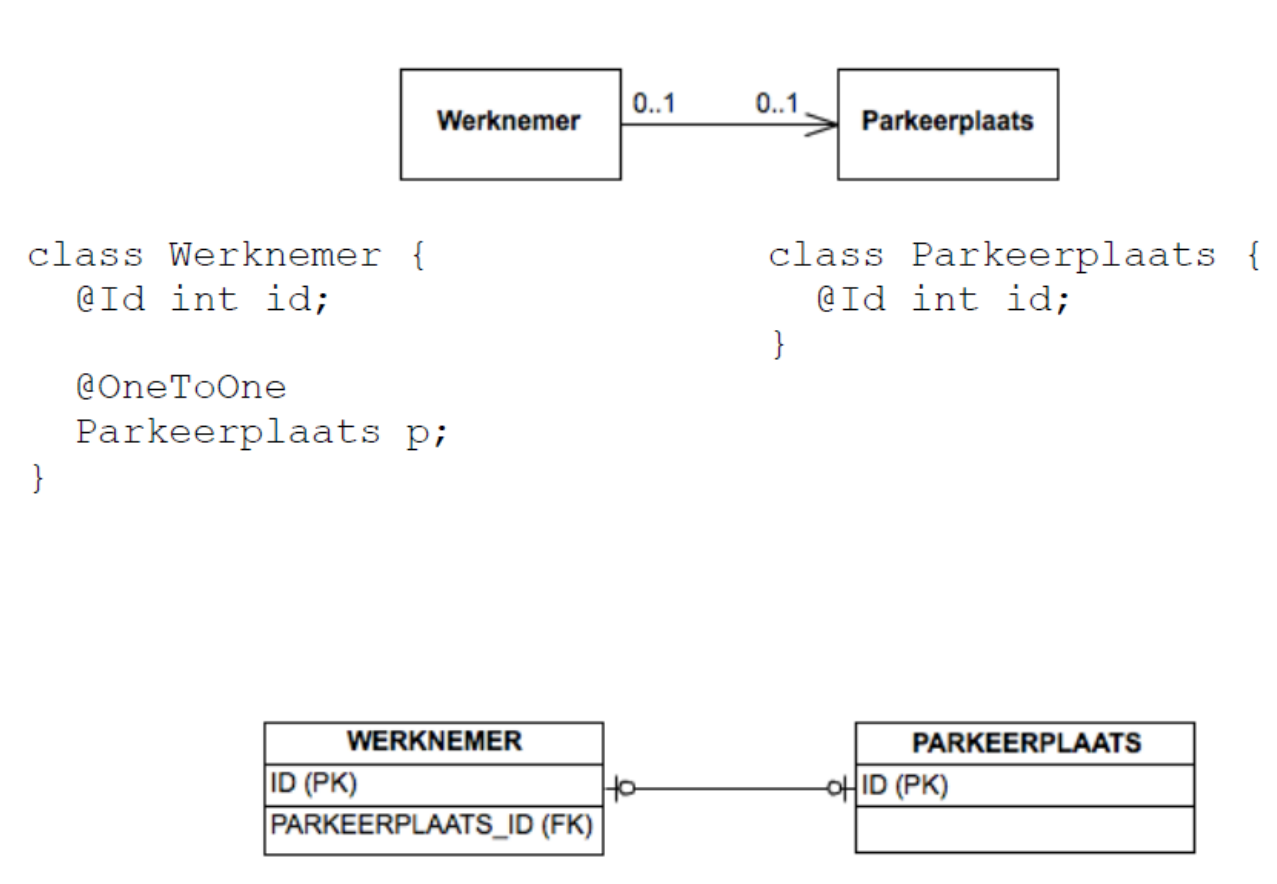 Werknemer
0..1
0..1
Parkeerplaats
class Werknemer {
@Id int id;
@OneToOne
Parkeerplaats p;
}
class Parkeerplaats {
@Id int id;
}
WERKNEMER
ID (PK)
PARKEERPLAATS_ID (FK)
PARKEERPLAATS
ID (PK)